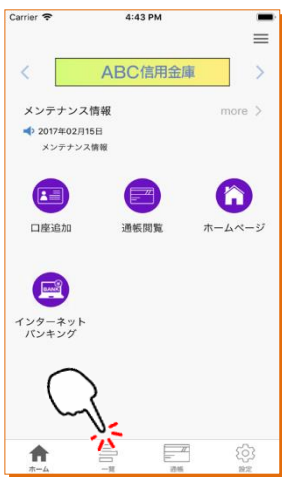 Carrier 4:43 PM
ABC信用金庫
メンテナンス情報 more
2017年02月15日
メンテナンス情報
口座追加 通帳閲覧 ホームページ
BANK
インターネット
バンキング
ホーム 一覧 通帳 設定